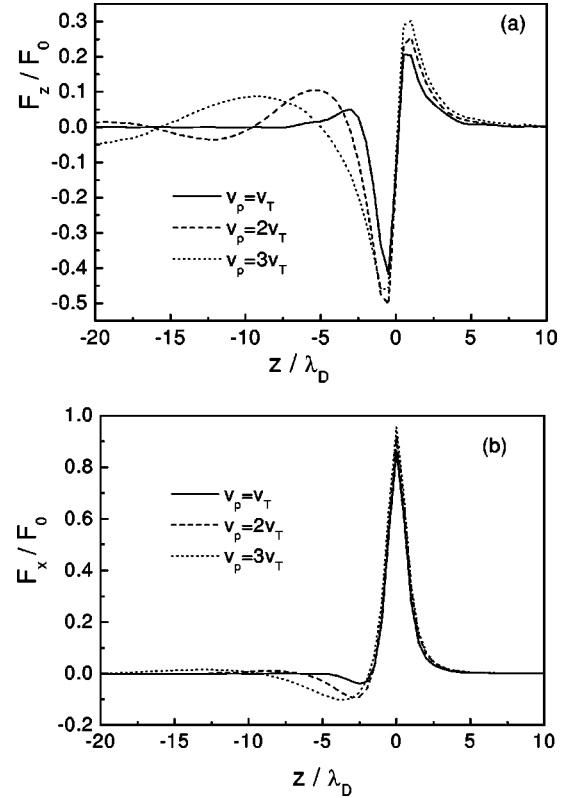 (a)
F_z / F_0
0.3
0.2
0.1
0.0
-0.1
-0.2
-0.3
-0.4
-0.5
v_p=v_T
v_p=2v_T
v_p=3v_T
-20 -15 -10 -5 0 5 10
z / λ_D
(b)
F_x / F_0
1.0
0.8
0.6
0.4
0.2
0.0
-0.2
v_p=v_T
v_p=2v_T
v_p=3v_T
-20 -15 -10 -5 0 5 10
z / λ_D